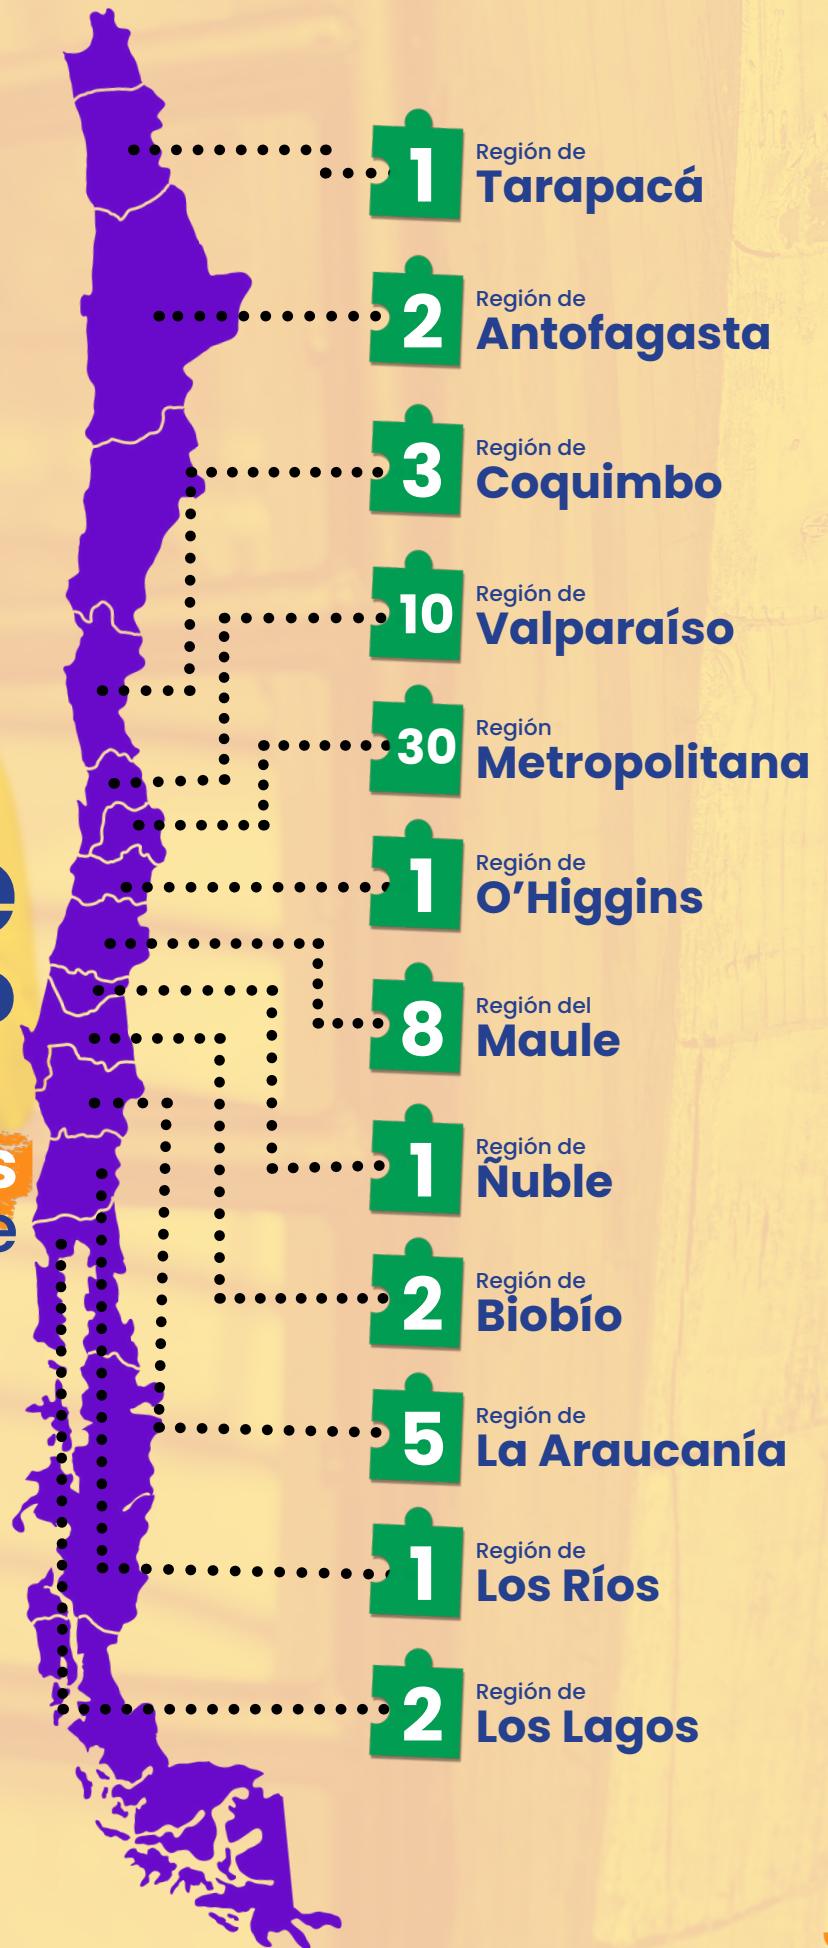 1
Región de
Tarapacá
2
Región de
Antofagasta
3
Región de
Coquimbo
10
Región de
Valparaíso
30
Región
Metropolitana
1
Región de
O’Higgins
8
Región del
Maule
1
Región de
Ñuble
2
Región de
Biobío
5
Región de
La Araucanía
1
Región de
Los Ríos
2
Región de
Los Lagos
e
s
e